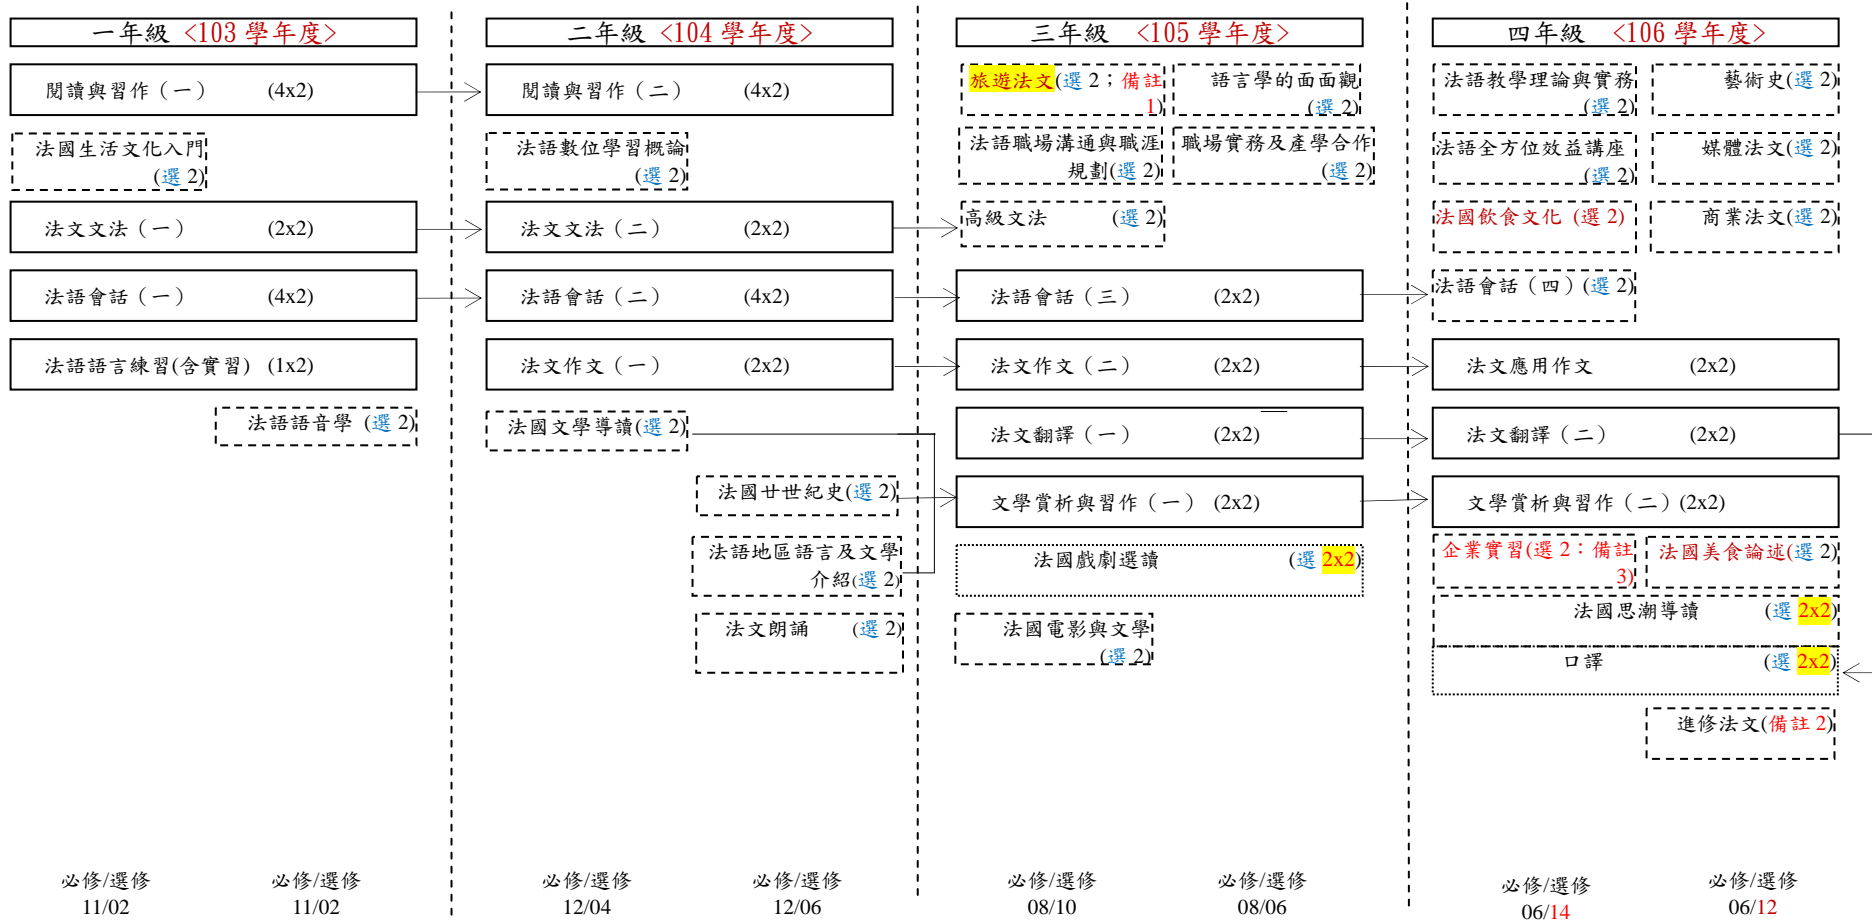 一年級 <103 學年度>
閱讀與習作（一） (4x2)
法國生活文化入門
(選 2)
法文文法（一） (2x2)
法語會話（一） (4x2)
法語語言練習(含實習) (1x2)
法語語音學 (選 2)
必修/選修 必修/選修
11/02 11/02
二年級 <104 學年度>
閱讀與習作（二） (4x2)
法語數位學習概論
(選 2)
法文文法（二） (2x2)
法語會話（二） (4x2)
法文作文（一） (2x2)
法國文學導讀(選 2)
法國廿世紀史(選 2)
法語地區語言及文學
介紹(選 2)
法文朗誦 (選 2)
必修/選修 必修/選修
12/04 12/06
三年級 <105 學年度>
旅遊法文(選 2；備註
1)
語言學的面面觀
(選 2)
法語職場溝通與職涯
規劃(選 2)
職場實務及產學合作
(選 2)
高級文法 (選 2)
法語會話（三） (2x2)
法文作文（二） (2x2)
法文翻譯（一） (2x2)
文學賞析與習作（一） (2x2)
法國戲劇選讀 (選 2x2)
法國電影與文學
(選 2)
必修/選修 必修/選修
08/10 08/06
四年級 <106 學年度>
法語教學理論與實務
(選 2)
藝術史(選 2)
法語全方位效益講座
(選 2)
媒體法文(選 2)
法國飲食文化 (選 2)
商業法文(選 2)
法語會話（四）(選 2)
法文應用作文 (2x2)
法文翻譯（二） (2x2)
文學賞析與習作（二）(2x2)
企業實習(選 2：備註
3)
法國美食論述(選 2)
法國思潮導讀 (選 2x2)
口譯 (選 2x2)
進修法文(備註 2)
必修/選修 必修/選修
06/14 06/12